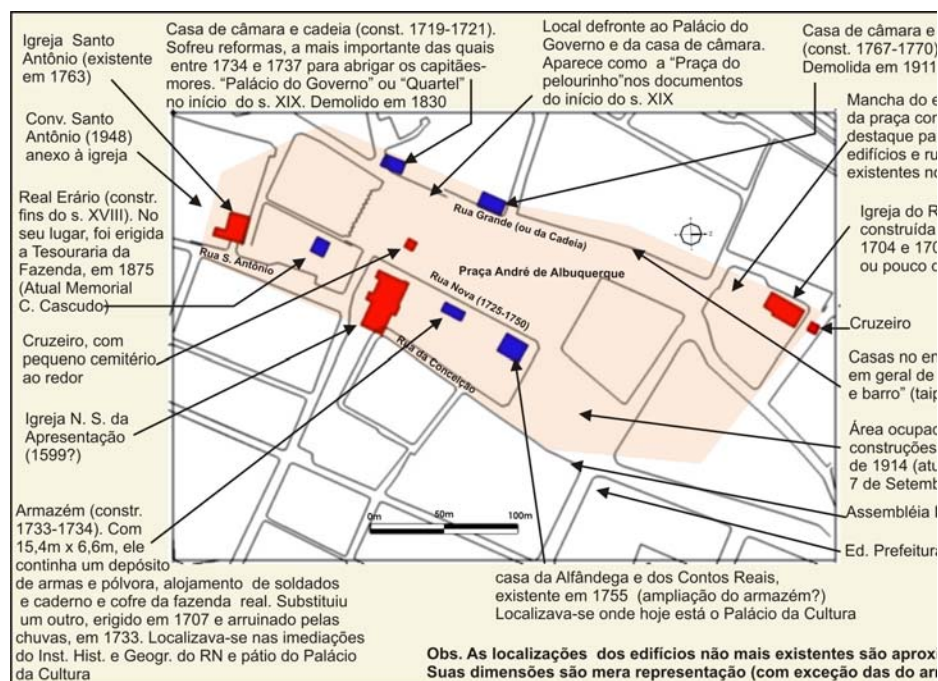 Igreja Santo
Antônio (existente
em 1763)
Conv. Santo
Antônio (1948)
anexo à igreja
Real Erário (constr.
fins do s. XVIII). No
seu lugar, foi erigida
a Tesouraria da
Fazenda, em 1875
(Atual Memorial
C. Cascudo)
Cruzeiro, com
pequeno cemitério
ao redor
Igreja N. S. da
Apresentação
(1599?)
Armazém (constr.
1733-1734). Com
15,4m x 6,6m, ele
continha um depósito
de armas e pólvora, alojamento de soldados
e caderno e cofre da fazenda real. Substituiu
um outro, erigido em 1707 e arruinado pelas
chuvas, em 1733. Localizava-se nas imediações
do Inst. Hist. e Geogr. do RN e pátio do Palácio
da Cultura
Casa de câmara e cadeia (const. 1719-1721).
Sofreu reformas, a mais importante das quais
entre 1734 e 1737 para abrigar os capitães-
mores. "Palácio do Governo" ou "Quartel"
no início do s. XIX. Demolido em 1830
Local defronte ao Palácio do
Governo e da casa de câmara.
Aparece como a "Praça do
pelourinho"nos documentos
do início do s. XIX
Casa de câmara e
(const. 1767-1770)
Demolida em 1911
Mancha do e
da praça con
destaque pa
edifícios e ru
existentes no
Igreja do R
construída
1704 e 170
ou pouco d
Cruzeiro
Casas no en
em geral de
e barro" (taip
Área ocupad
construções
de 1914 (atu
7 de Setemb
Assembléia L
Ed. Prefeitura
Rua Grande (ou da Cadeia)
Praça André de Albuquerque
Rua S. Antônio
Rua Nova (1725-1750)
Rua da Conceição
0m 50m 100m
casa da Alfândega e dos Contos Reais,
existente em 1755 (ampliação do armazém?)
Localizava-se onde hoje está o Palácio da Cultura
Obs. As localizações dos edifícios não mais existentes são aproxi
Suas dimensões são mera representação (com exceção das do arr